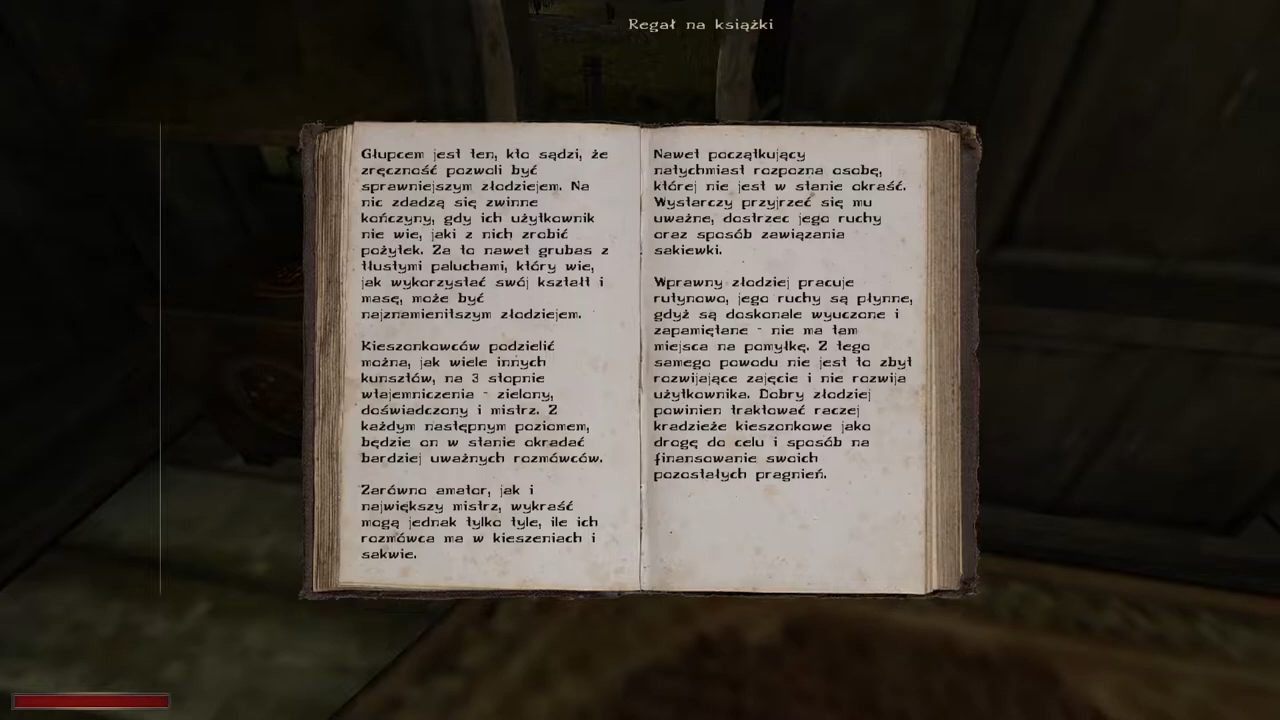 Regał na książki
Głupcem jest ten, kto sądzi, że
zręczność pozwoli być
sprawniejszym złodziejem. Na
nic zdadzą się zwinne
kończyny, gdy ich użytkownik
nie wie, jaki z nich zrobić
pożytek. Za to nawet grubas z
tłustymi paluchami, który wie,
jak wykorzystać swój kształt i
masę, może być
najznamienitszym złodziejem.
Kieszonkowców podzielić
można, jak wiele innych
kunsztów, na 3 stopnie
wtajemniczenia - zielony,
doświadczony i mistrz. Z
każdym następnym poziomem,
będzie on w stanie okradać
bardziej uważnych rozmówców.
Zarówno amator, jak i
największy mistrz, wykraść
mogą jednak tylko tyle, ile ich
rozmówca ma w kieszeniach i
sakwie.
Nawet początkujący
natychmiast rozpozna osobę,
której nie jest w stanie okraść.
Wystarczy przyjrzeć się mu
uważne, dostrzec jego ruchy
oraz sposób zawiązania
sakiewki.
Wprawny złodziej pracuje
rutynowo, jego ruchy są płynne,
gdyż są doskonale wyuczone i
zapamiętane - nie ma tam
miejsca na pomyłkę. Z tego
samego powodu nie jest to zbyt
rozwijające zajęcie i nie rozwija
użytkownika. Dobry złodziej
powinien traktować raczej
kradzieże kieszonkowe jako
drogę do celu i sposób na
finansowanie swoich
pozostałych pragnień.